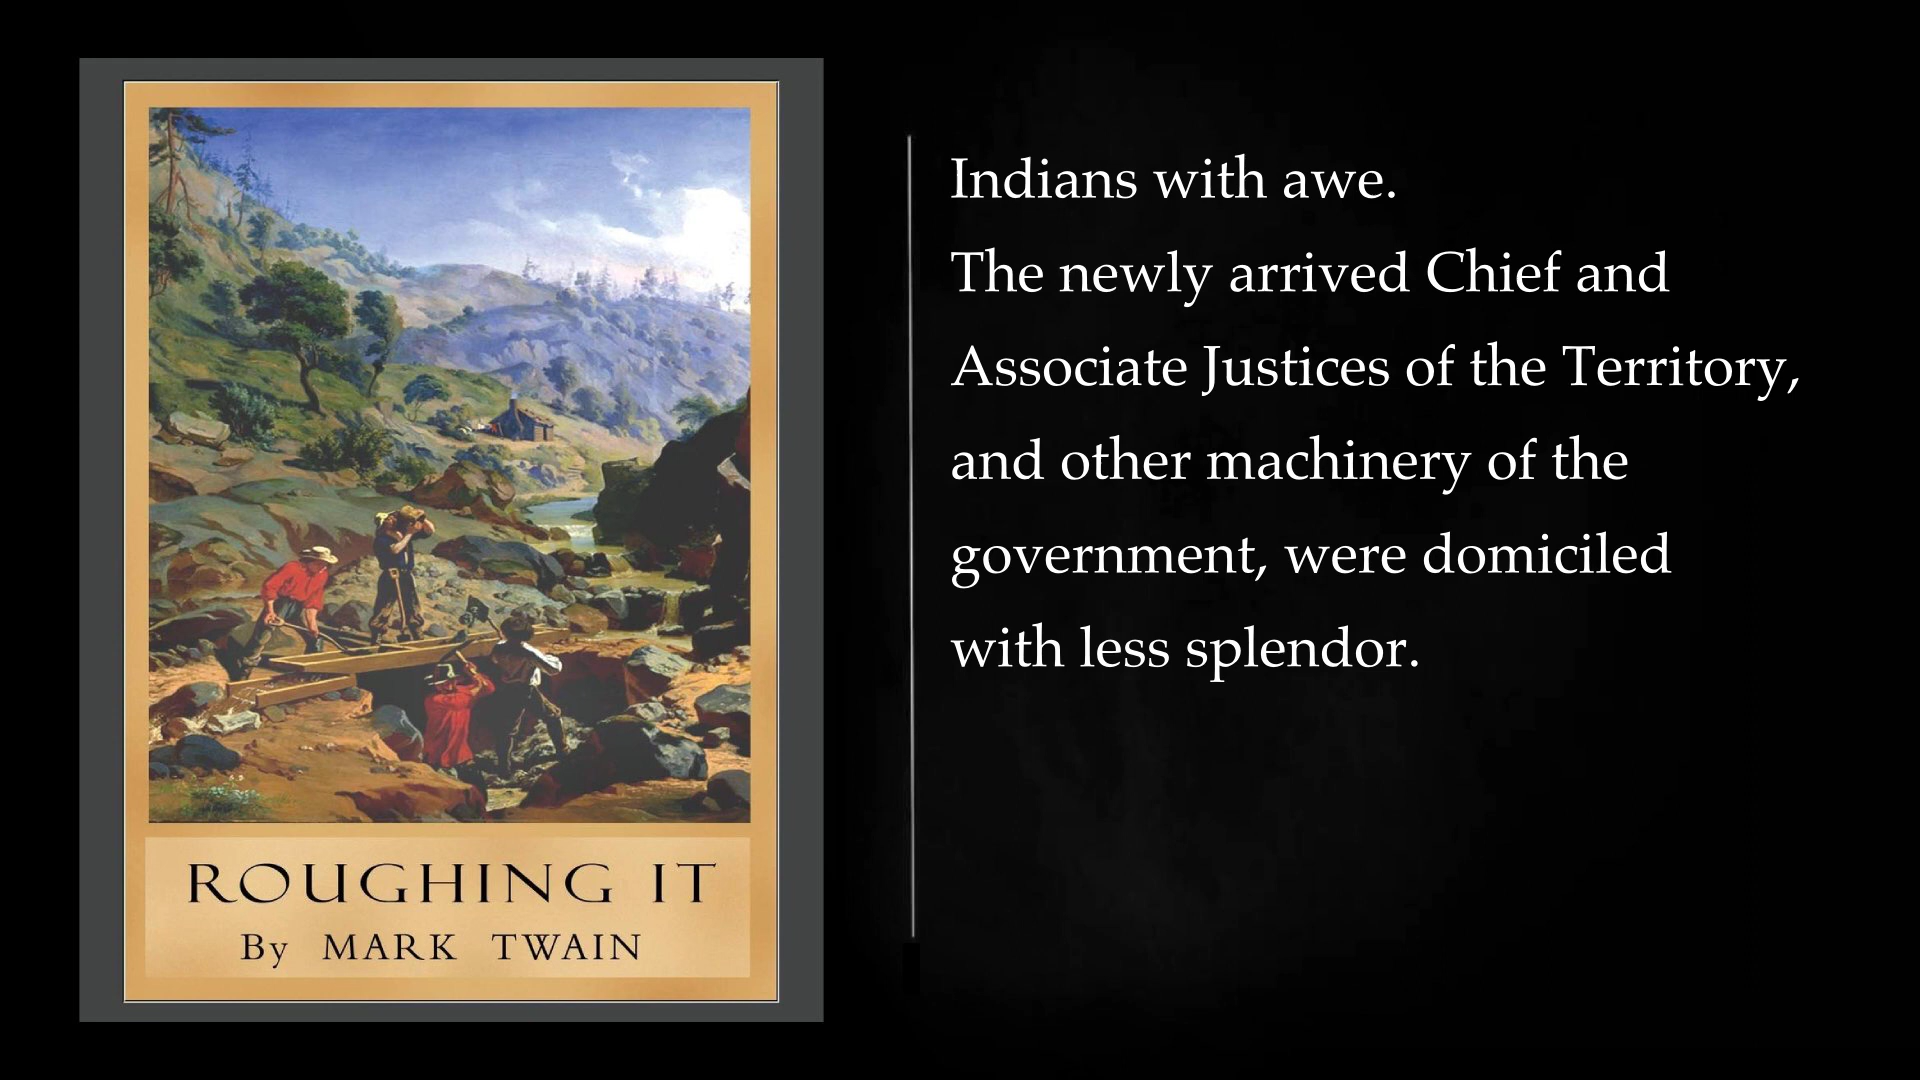 ROUGHING IT
By MARK TWAIN
Indians with awe.
The newly arrived Chief and
Associate Justices of the Territory,
and other machinery of the
government, were domiciled
with less splendor.